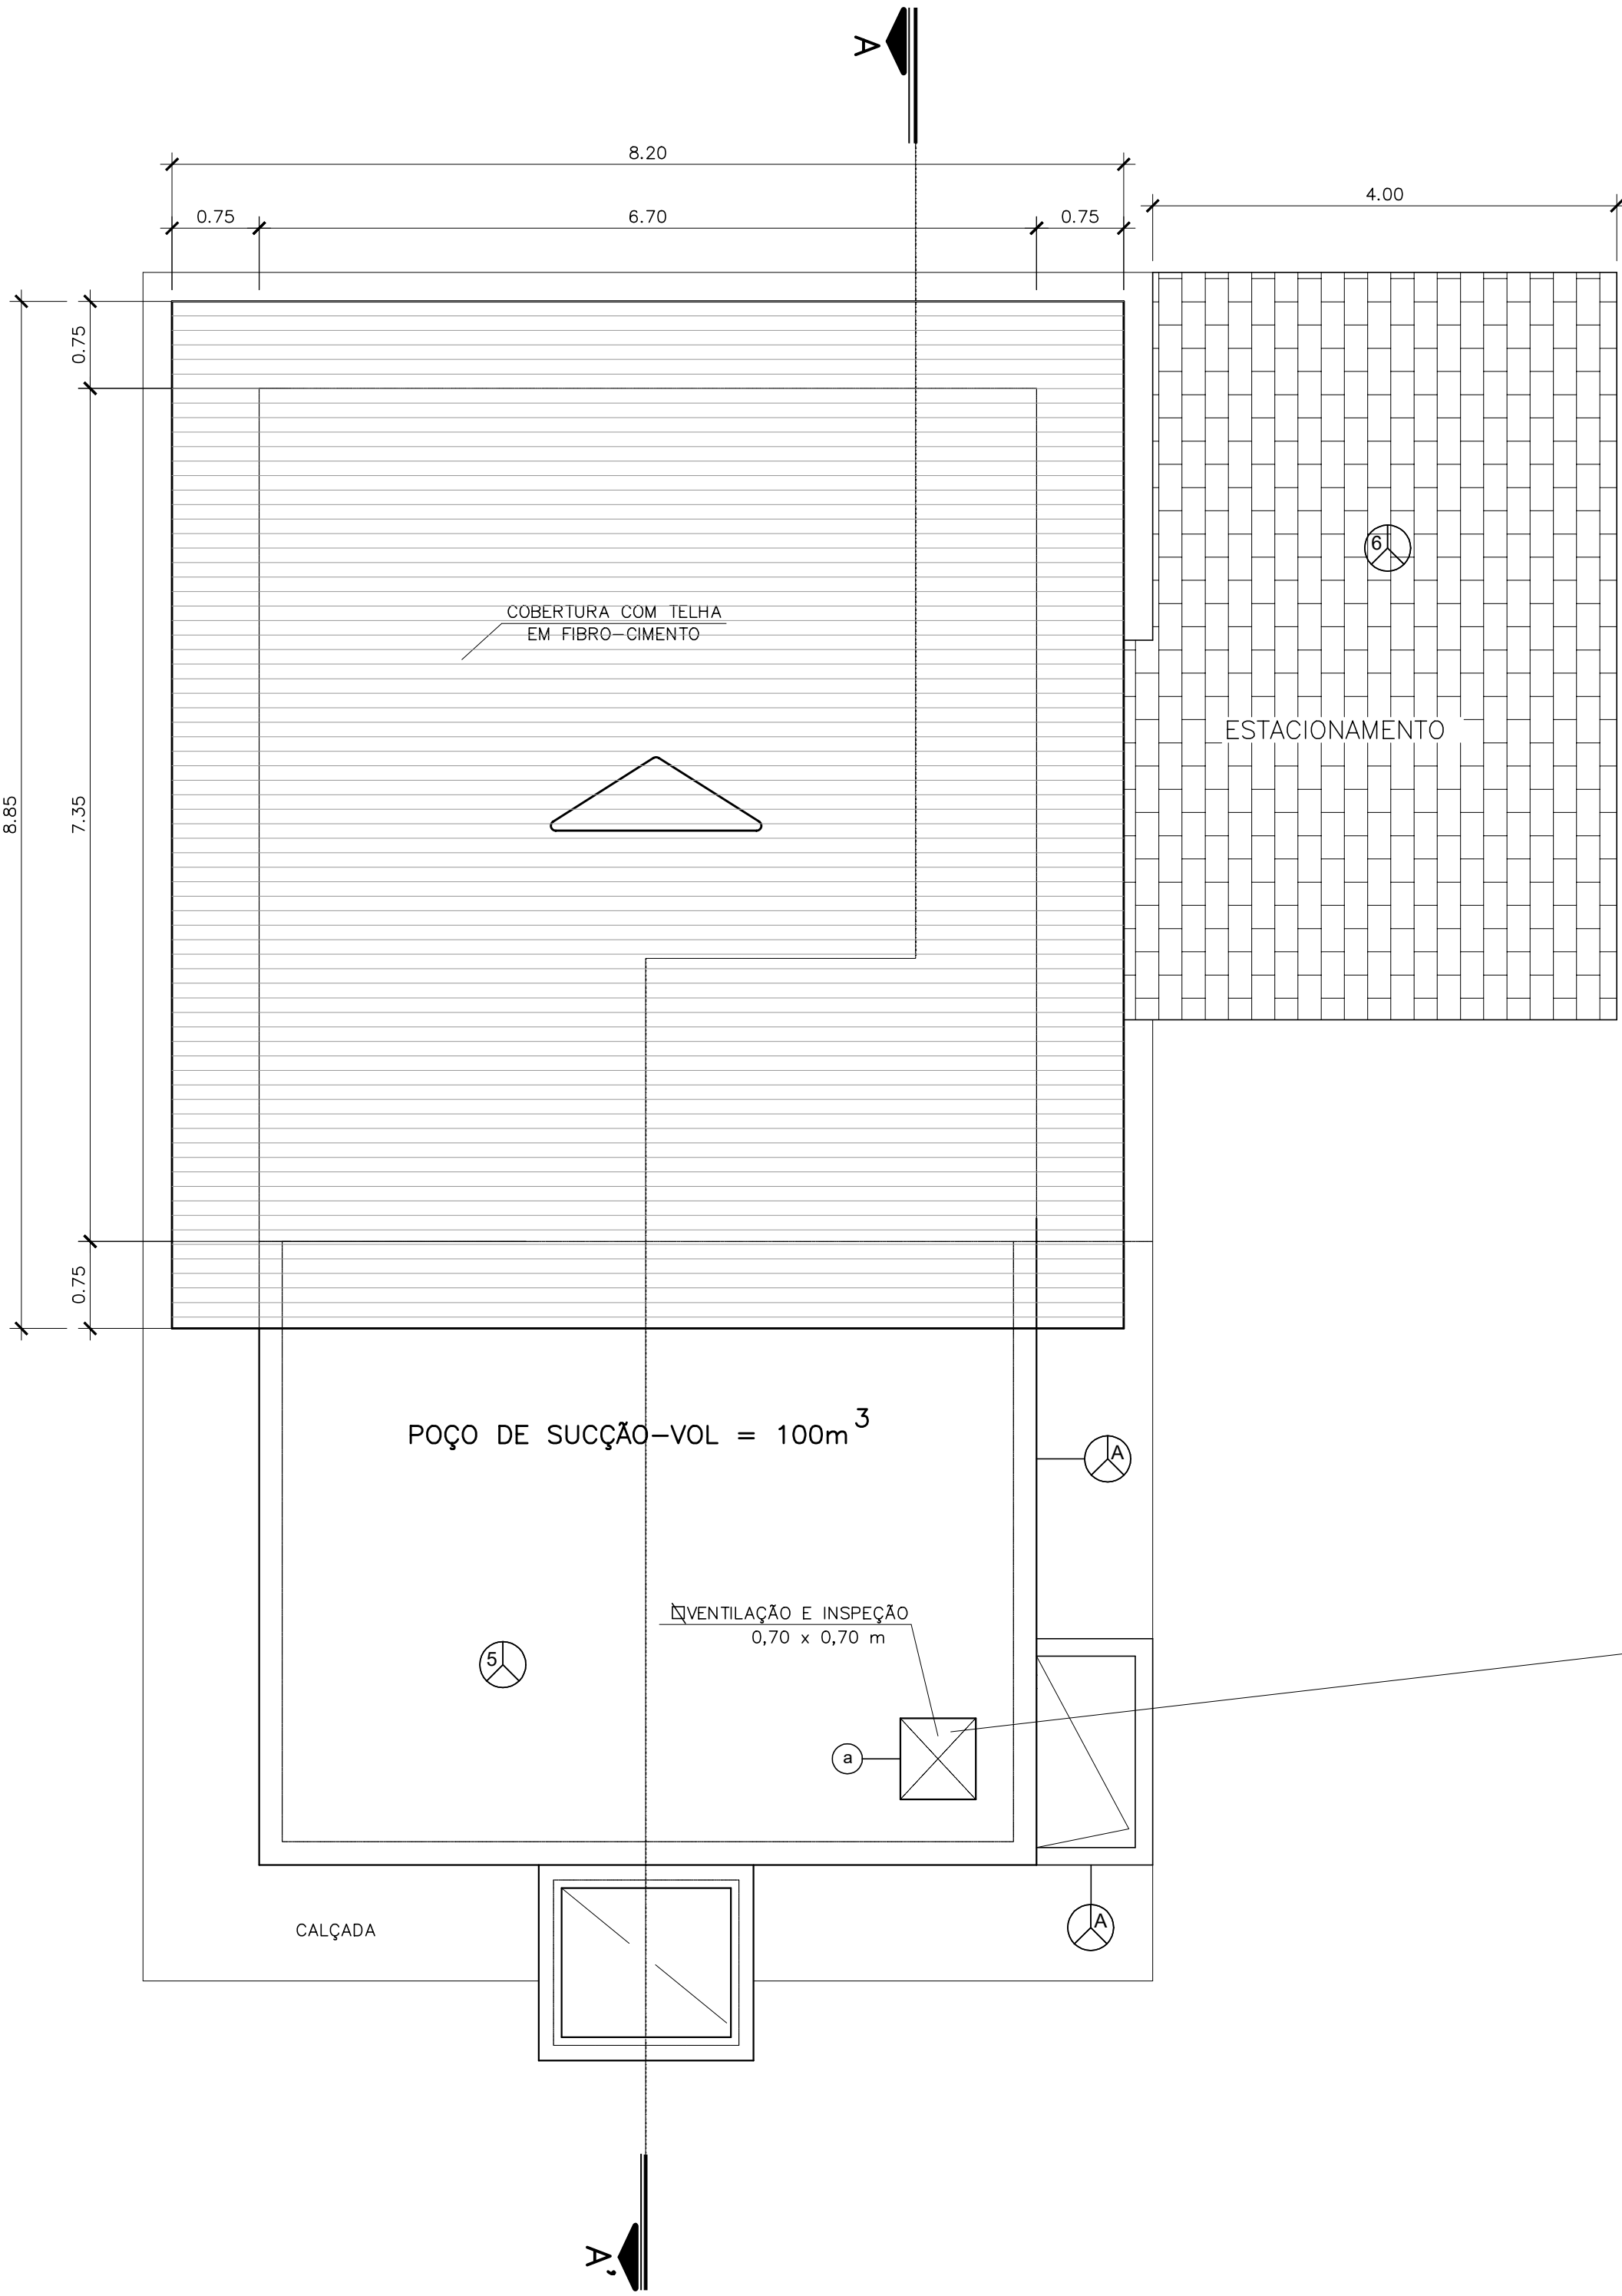 A
8.20
4.00
0.75
6.70
0.75
0.75
6
COBERTURA COM TELHA
EM FIBRO-CIMENTO
ESTACIONAMENTO
8.85
7.35
0.75
POÇO DE SUCÇÃO-VOL = 100m³
A
VENTILAÇÃO E INSPEÇÃO
0,70 x 0,70 m
5
a
A
CALÇADA
A'